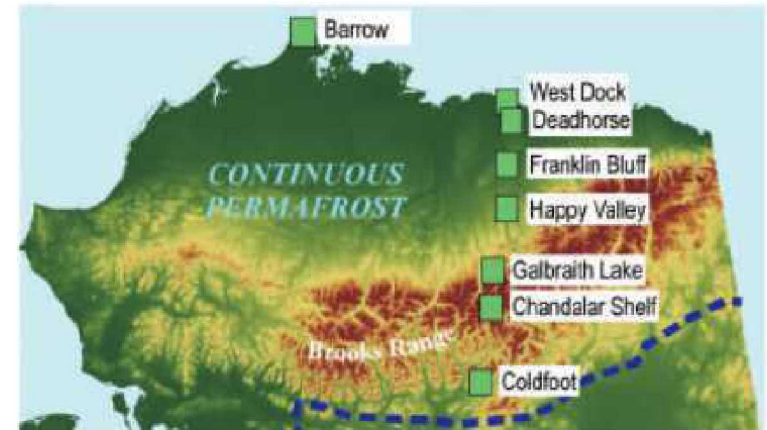 Barrow
West Dock
Deadhorse
CONTINUOUS
PERMAFROST
Franklin Bluff
Happy Valley
Galbraith Lake
Chandalar Shelf
Brooks Range
Coldfoot